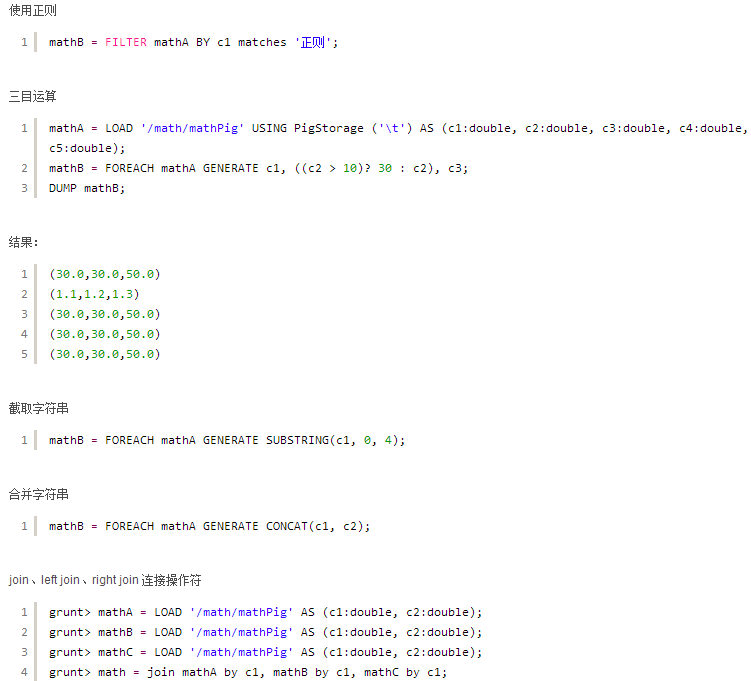 使用正则
1 mathB = FILTER mathA BY c1 matches '正则';
三目运算
1 mathA = LOAD '/math/mathPig' USING PigStorage ('\t') AS (c1:double, c2:double, c3:double, c4:double,
c5:double);
2 mathB = FOREACH mathA GENERATE c1, ((c2 > 10)? 30 : c2), c3;
3 DUMP mathB;
结果：
1 (30.0,30.0,50.0)
2 (1.1,1.2,1.3)
3 (30.0,30.0,50.0)
4 (30.0,30.0,50.0)
5 (30.0,30.0,50.0)
截取字符串
1 mathB = FOREACH mathA GENERATE SUBSTRING(c1, 0, 4);
合并字符串
1 mathB = FOREACH mathA GENERATE CONCAT(c1, c2);
join、left join、right join 连接操作符
1 grunt> mathA = LOAD '/math/mathPig' AS (c1:double, c2:double);
2 grunt> mathB = LOAD '/math/mathPig' AS (c1:double, c2:double);
3 grunt> mathC = LOAD '/math/mathPig' AS (c1:double, c2:double);
4 grunt> math = join mathA by c1, mathB by c1, mathC by c1;